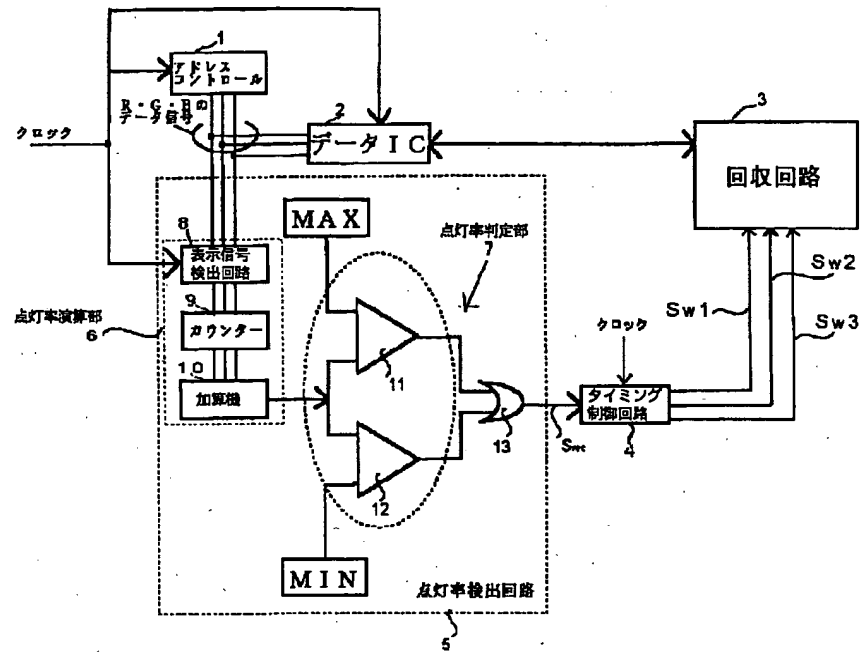 1
アドレス
コントロール
R・G・Bの
データ信号
クロック
2
データIC
3
回収回路
MAX
点灯率判定部
7
8
表示信号
検出回路
点灯率演算部
6
9
カウンター
10
加算機
11
12
13
クロック
タイミング
制御回路
4
Sw1
Sw2
Sw3
MIN
点灯率検出回路
5